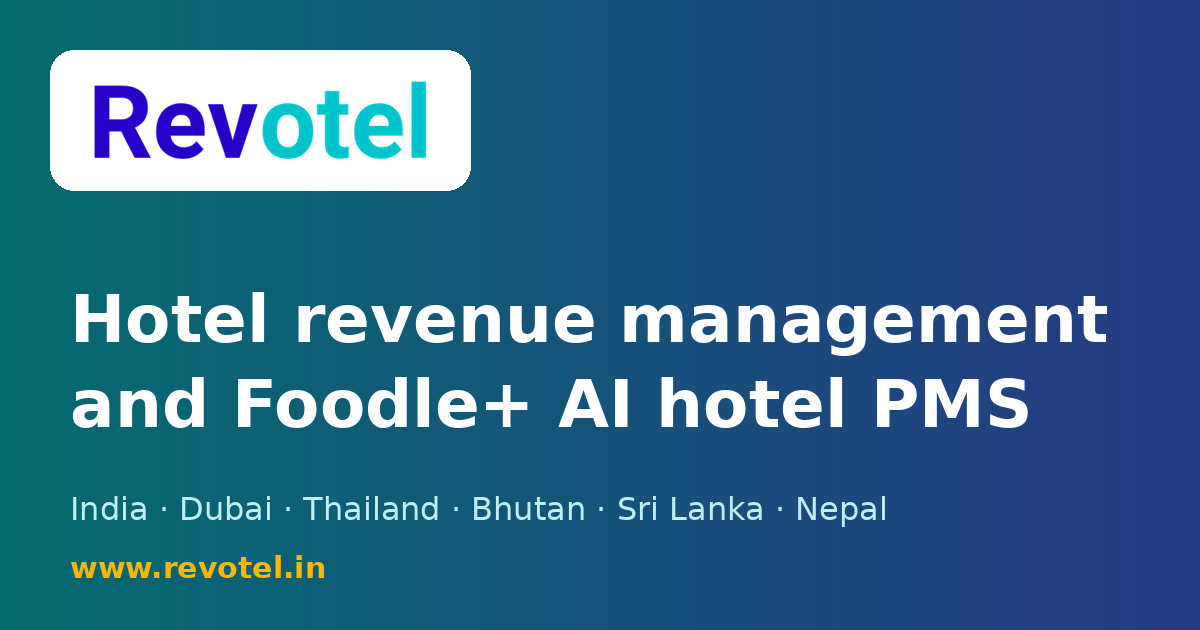 Revotel
Hotel revenue management
and Foodle+ AI hotel PMS
India · Dubai · Thailand · Bhutan · Sri Lanka · Nepal
www.revotel.in